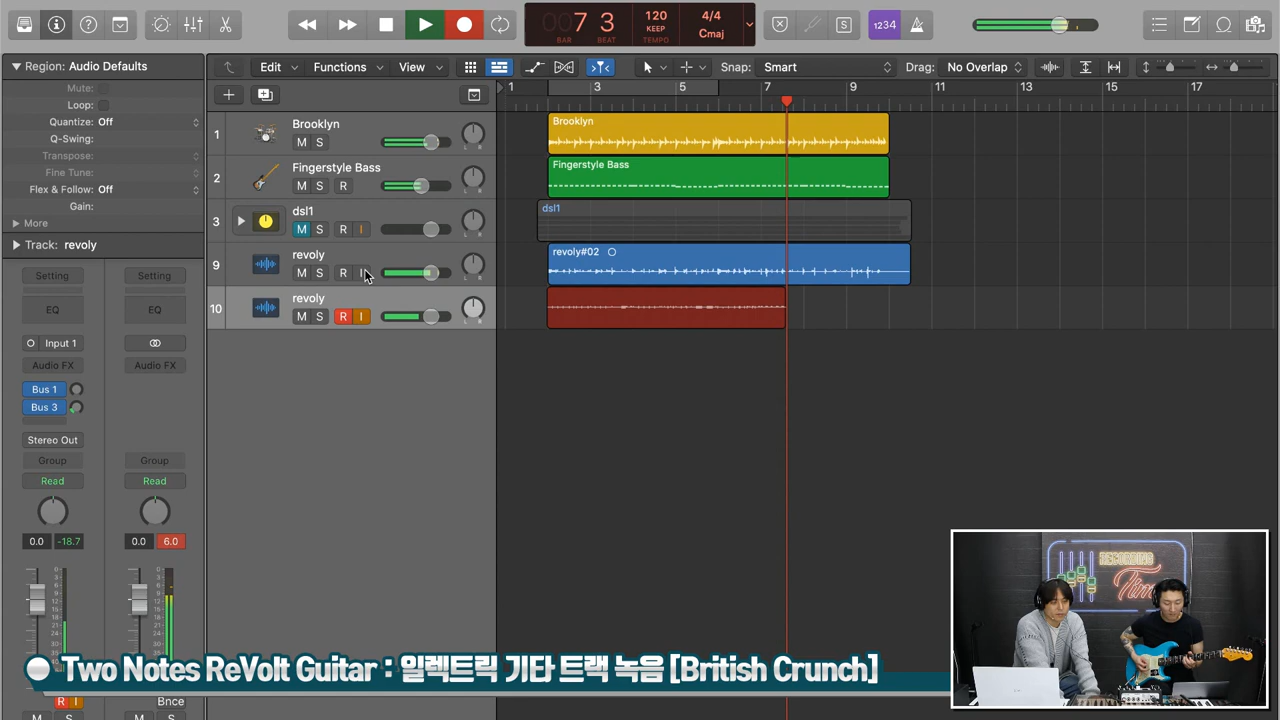 007 3
BAR BEAT
120
KEEP
TEMPO
4/4
Cmaj
1234
S
Region: Audio Defaults
Mute:
Loop:
Quantize: Off
Q-Swing:
Transpose:
Fine Tune:
Flex & Follow: Off
Gain:
More
Track: revoly
Setting
Setting
EQ
EQ
Input 1
Audio FX
Audio FX
Bus 1
Bus 3
Stereo Out
Group
Group
Read
Read
0.0 -18.7
0.0 6.0
R I
Bnce
M S
Edit
Functions
View
Snap: Smart
Drag: No Overlap
1 3 5 7 9 11 13 15 17
1 Brooklyn
M S
2 Fingerstyle Bass
M S R
3 dsl1
M S R I
9 revoly
M S R I
10 revoly
M S R I
Brooklyn
Fingerstyle Bass
dsl1
revoly#02
RECORDING
Time
Two Notes ReVolt Guitar : 일렉트릭 기타 트랙 녹음 [British Crunch]